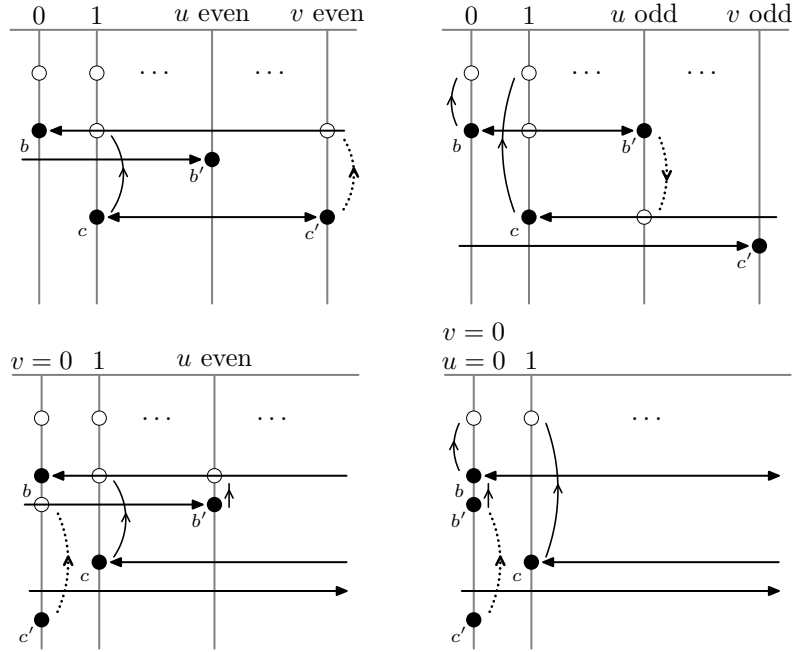 0 1 u even v even
... ...
b
b′
c c′
0 1 u odd v odd
... ...
b b′
c
c′
v = 0 1 u even
... ...
b
b′
c
c′
v = 0
u = 0 1
...
b
b′
c
c′